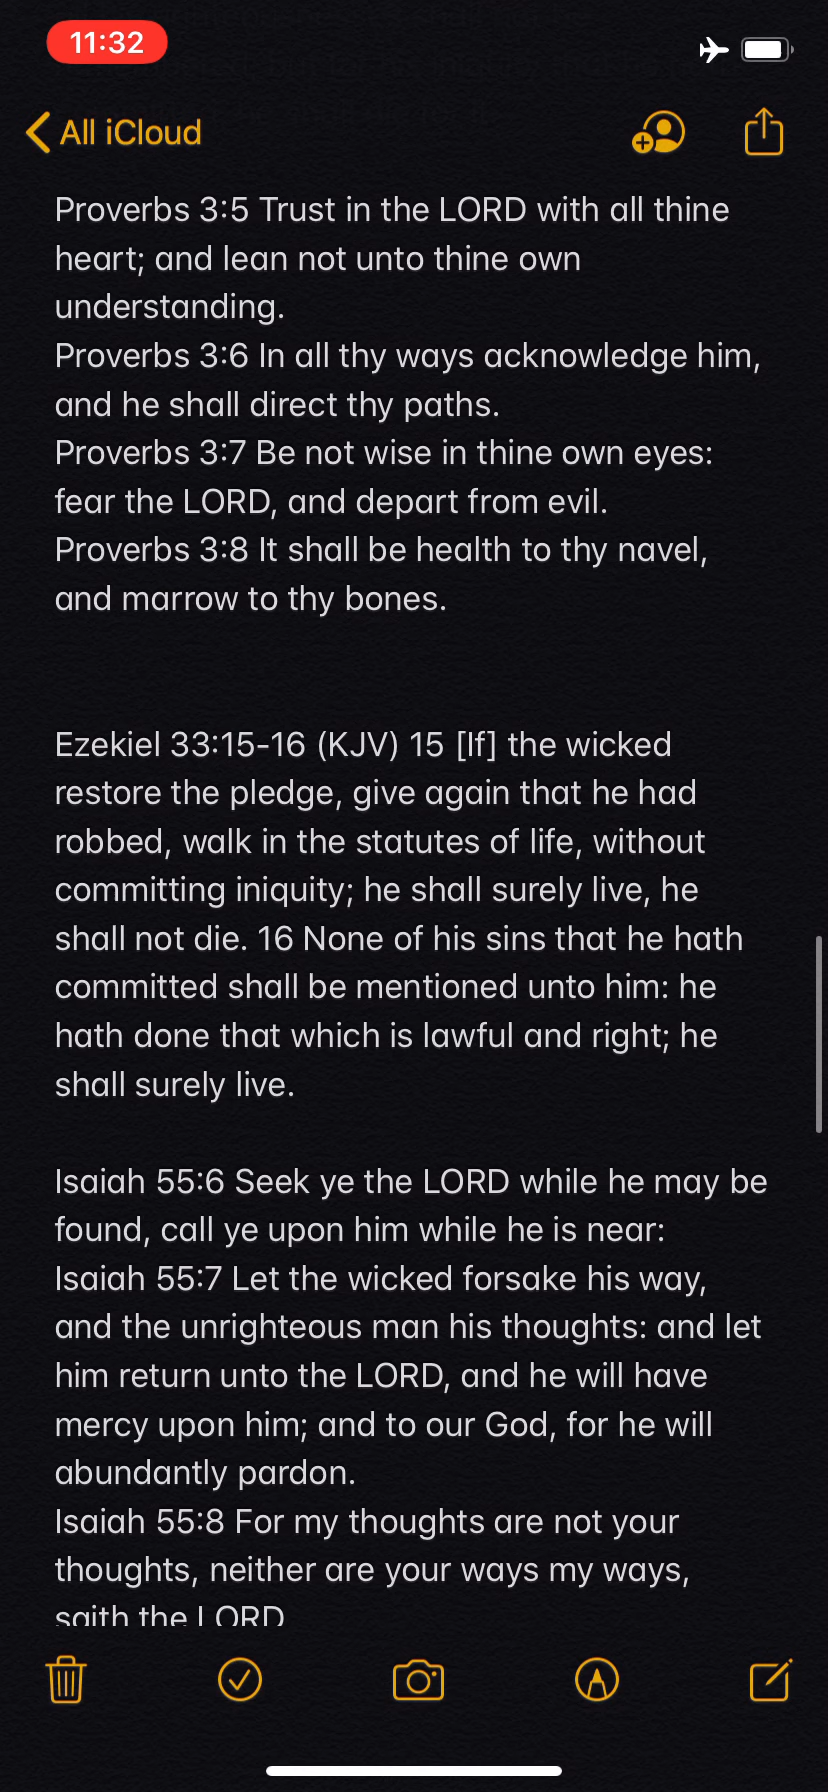 11:32
All iCloud
Proverbs 3:5 Trust in the LORD with all thine
heart; and lean not unto thine own
understanding.
Proverbs 3:6 In all thy ways acknowledge him,
and he shall direct thy paths.
Proverbs 3:7 Be not wise in thine own eyes:
fear the LORD, and depart from evil.
Proverbs 3:8 It shall be health to thy navel,
and marrow to thy bones.
Ezekiel 33:15-16 (KJV) 15 [If] the wicked
restore the pledge, give again that he had
robbed, walk in the statutes of life, without
committing iniquity; he shall surely live, he
shall not die. 16 None of his sins that he hath
committed shall be mentioned unto him: he
hath done that which is lawful and right; he
shall surely live.
Isaiah 55:6 Seek ye the LORD while he may be
found, call ye upon him while he is near:
Isaiah 55:7 Let the wicked forsake his way,
and the unrighteous man his thoughts: and let
him return unto the LORD, and he will have
mercy upon him; and to our God, for he will
abundantly pardon.
Isaiah 55:8 For my thoughts are not your
thoughts, neither are your ways my ways,
saith the LORD